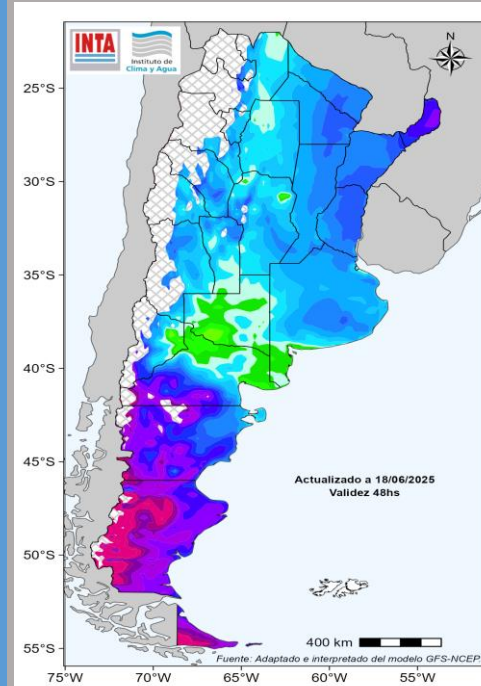 INTA
Instituto de
Clima y Agua
N
25°S
30°S
35°S
40°S
45°S
50°S
55°S
Actualizado a 18/06/2025
Validez 48hs
400 km
Fuente: Adaptado e interpretado del modelo GFS-NCEP.
75°W
70°W
65°W
60°W
55°W